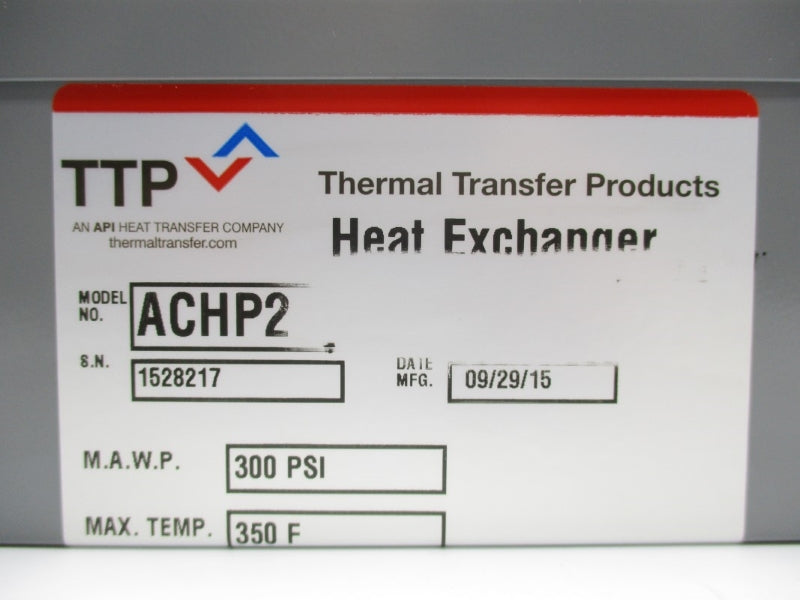 TTP
AN API HEAT TRANSFER COMPANY
thermaltransfer.com
Thermal Transfer Products
Heat Exchanger
MODEL NO. ACHP2
S.N. 1528217
DATE MFG. 09/29/15
M.A.W.P. 300 PSI
MAX. TEMP. 350 F